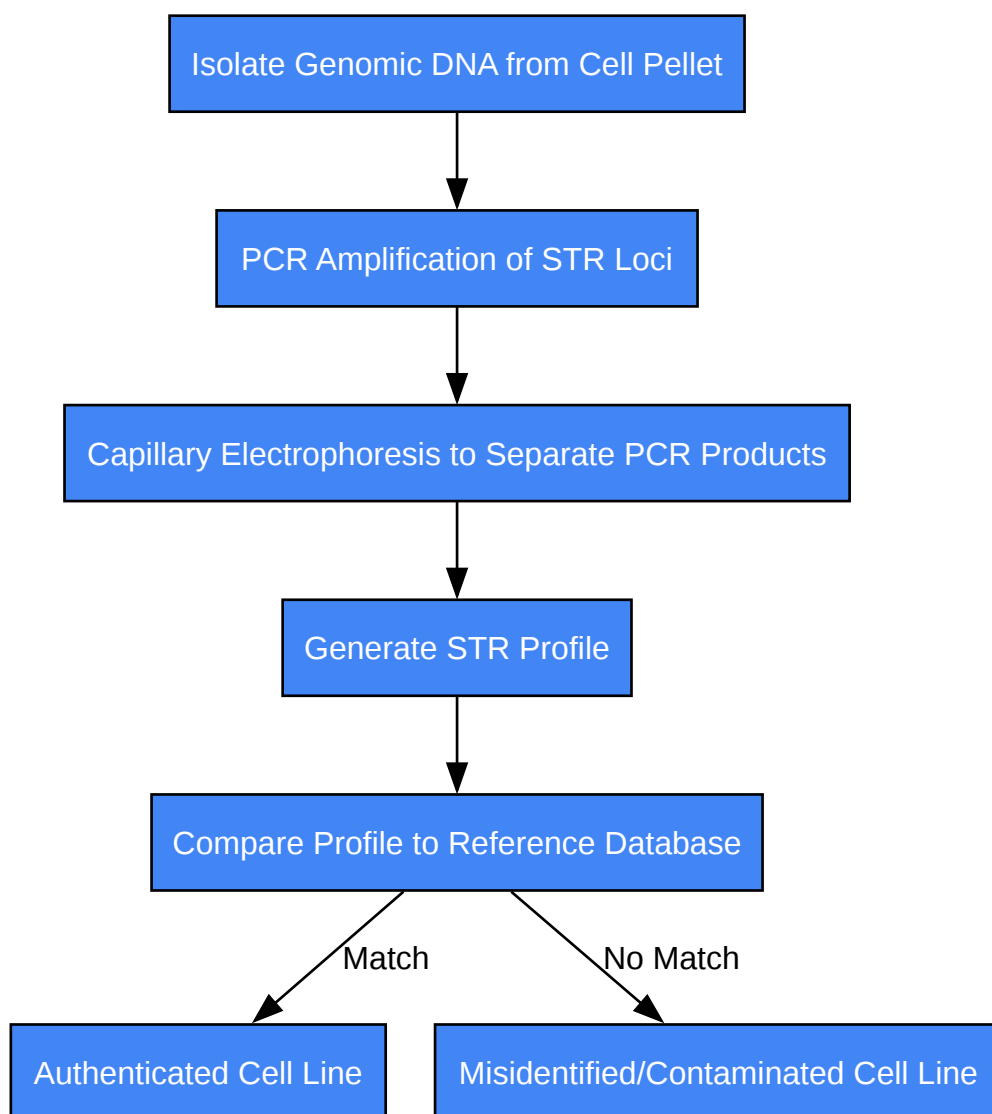 Isolate Genomic DNA from Cell Pellet
PCR Amplification of STR Loci
Capillary Electrophoresis to Separate PCR Products
Generate STR Profile
Compare Profile to Reference Database
Match
No Match
Authenticated Cell Line
Misidentified/Contaminated Cell Line